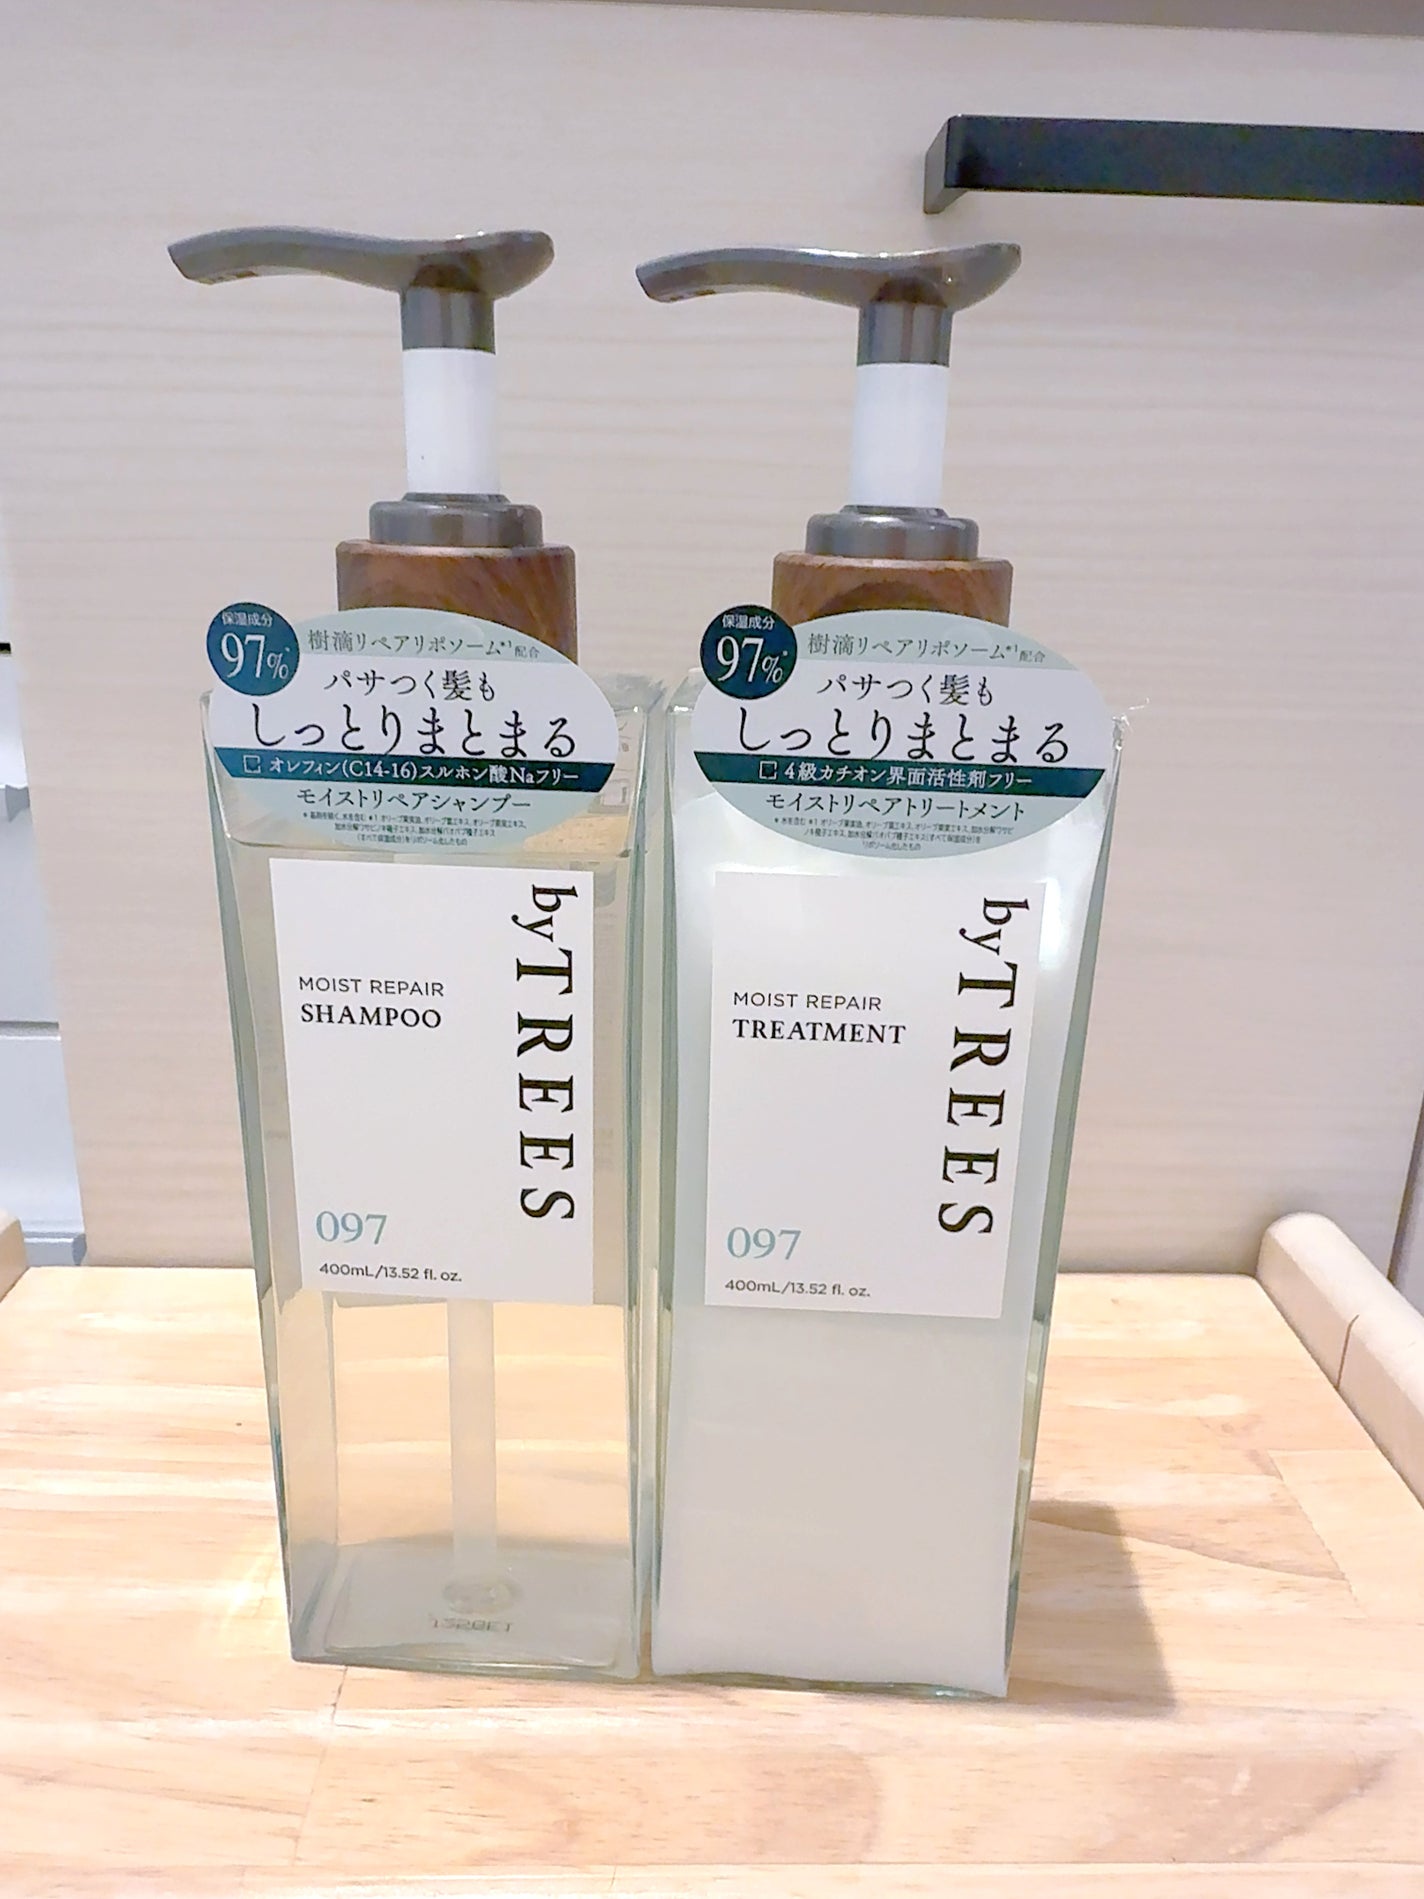 保湿成分
97%*
樹滴リペアリポソーム*1配合
パサつく髪も
しっとりまとまる
オレフィン(C14-16)スルホン酸Naフリー
モイストリペアシャンプー
byTREES
MOIST REPAIR
SHAMPOO
097
400mL/13.52 fl. oz.
保湿成分
97%*
樹滴リペアリポソーム*1配合
パサつく髪も
しっとりまとまる
4級カチオン界面活性剤フリー
モイストリペアトリートメント
byTREES
MOIST REPAIR
TREATMENT
097
400mL/13.52 fl. oz.